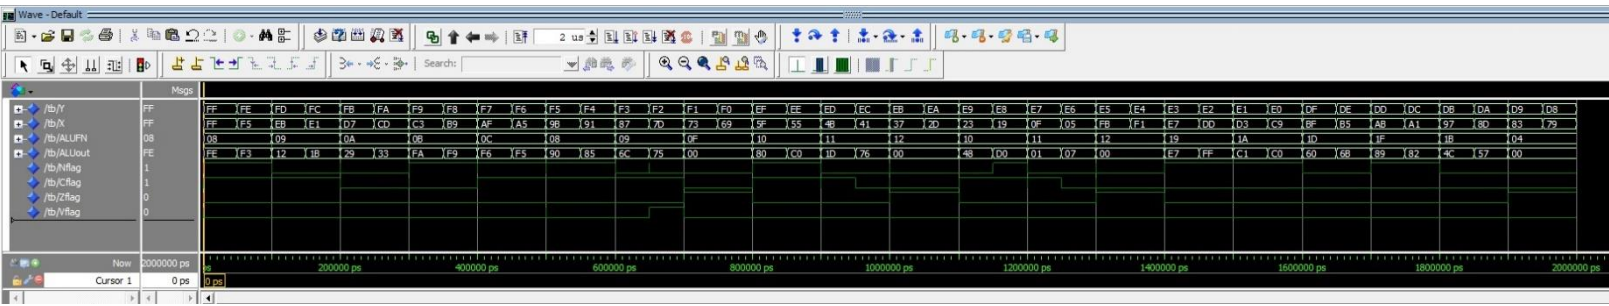 Wave - Default
2 us
Search:
Msgs
/tb/Y FF FF FE FD FC FB FA F9 F8 F7 F6 F5 F4 F3 F2 F1 F0 EF EE ED EC EB EA E9 E8 E7 E6 E5 E4 E3 E2 E1 E0 DF DE DD DC DB DA D9 D8
/tb/X FF FF F5 EB E1 D7 CD C3 B9 AF A5 9B 91 87 7D 73 69 5F 55 4B 41 37 2D 23 19 0F 05 FB F1 E7 DD D3 C9 BF B5 AB A1 97 8D 83 79
/tb/ALUFN 08 08 09 0A 0B 0C 08 09 0F 10 11 12 10 11 12 19 1A 1D 1F 1B 04
/tb/ALUout FE FE F3 12 1B 29 33 FA F9 F6 F5 90 85 6C 75 00 80 C0 1D 76 00 48 D0 01 07 00 E7 FF C1 C0 60 6B 89 82 4C 57 00
/tb/Nflag 1
/tb/Cflag 1
/tb/Zflag 0
/tb/Vflag 0
Now 2000000 ps ps 200000 ps 400000 ps 600000 ps 800000 ps 1000000 ps 1200000 ps 1400000 ps 1600000 ps 1800000 ps 2000000 ps
Cursor 1 0 ps 0 ps